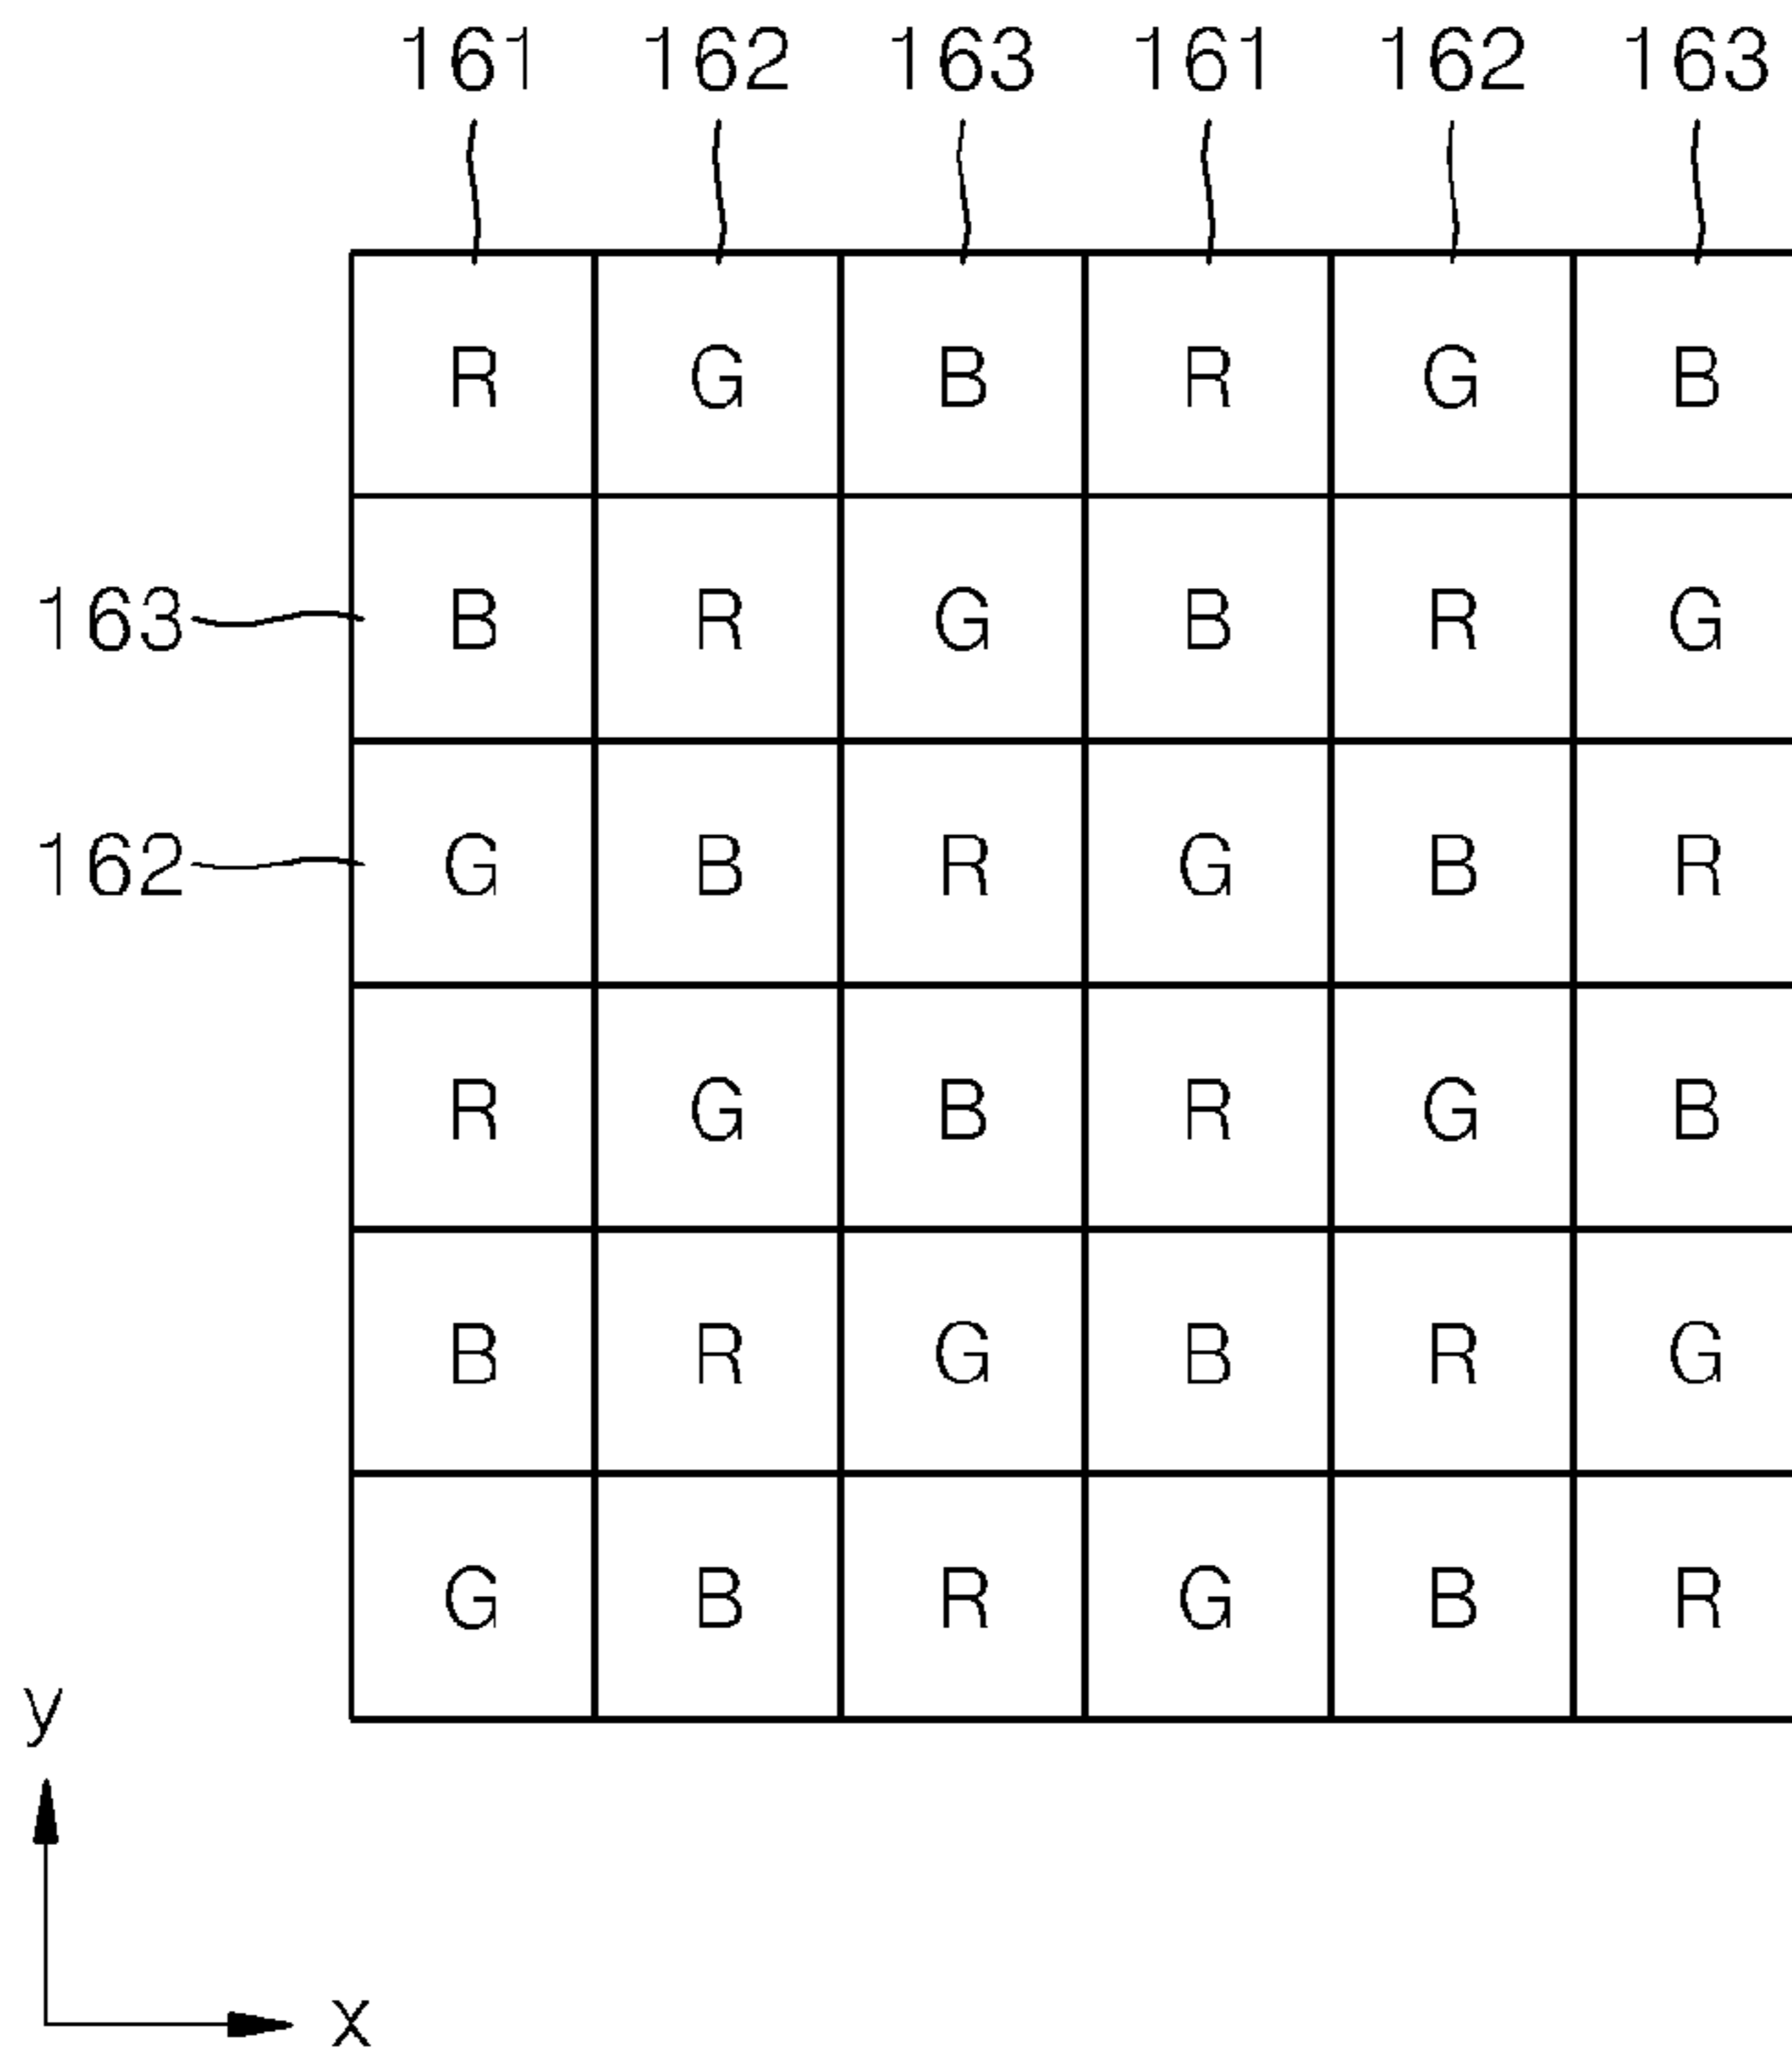 161 162 163 161 162 163
R G B R G B
163 B R G B R G
162 G B R G B R
R G B R G B
B R G B R G
G B R G B R
y
x